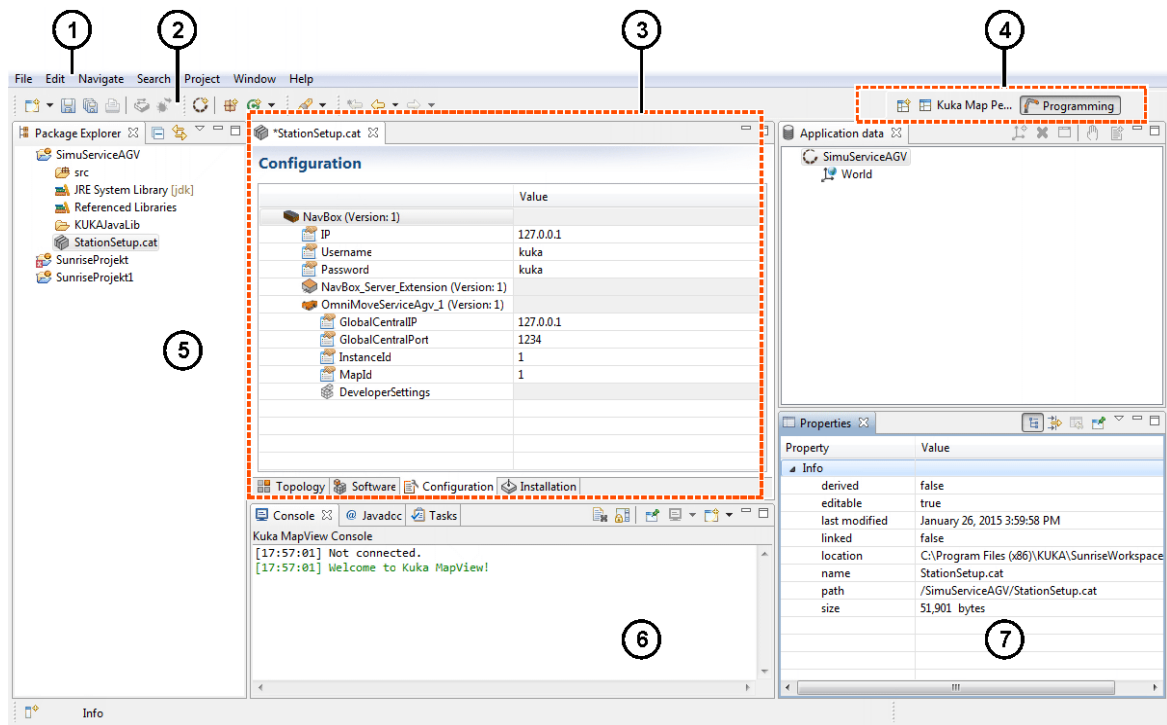 1 2 3 4
File Edit Navigate Search Project Window Help
Kuka Map Pe... Programming
Package Explorer
SimuServiceAGV
src
JRE System Library [jdk]
Referenced Libraries
KUKAJavaLib
StationSetup.cat
SunriseProjekt
SunriseProjekt1
5
*StationSetup.cat
Configuration
Value
NavBox (Version: 1)
IP 127.0.0.1
Username kuka
Password kuka
NavBox_Server_Extension (Version: 1)
OmniMoveServiceAgv_1 (Version: 1)
GlobalCentralIP 127.0.0.1
GlobalCentralPort 1234
InstanceId 1
MapId 1
DeveloperSettings
Topology Software Configuration Installation
Console @ Javadoc Tasks
Kuka MapView Console
[17:57:01] Not connected.
[17:57:01] Welcome to Kuka MapView!
6
Application data
SimuServiceAGV
World
Properties
Property Value
Info
derived false
editable true
last modified January 26, 2015 3:59:58 PM
linked false
location C:\Program Files (x86)\KUKA\SunriseWorkspace
name StationSetup.cat
path /SimuServiceAGV/StationSetup.cat
size 51,901 bytes
7
Info